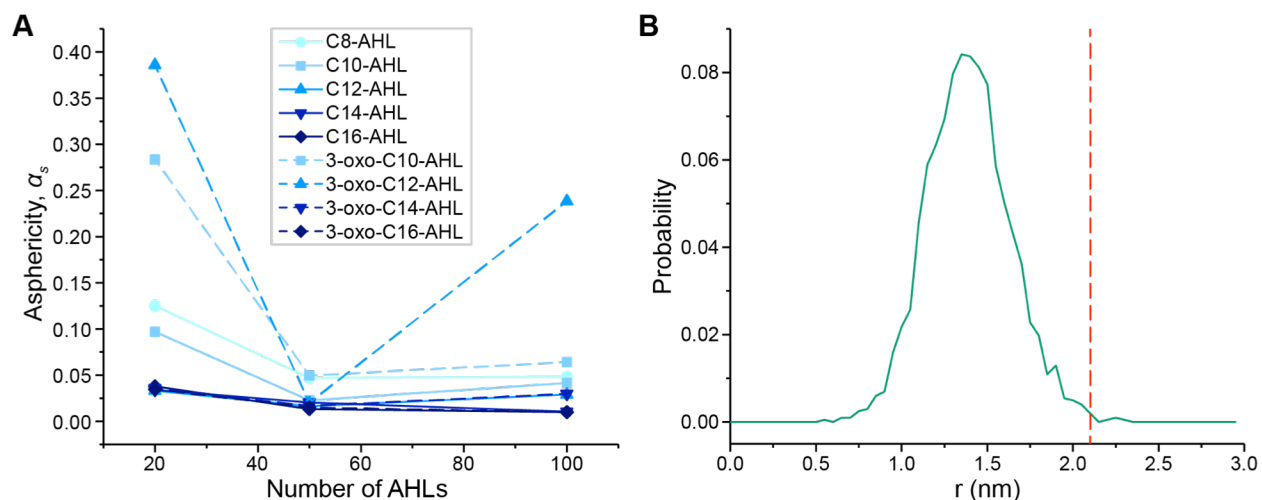 A
Asphericity, αs
0.40
0.35
0.30
0.25
0.20
0.15
0.10
0.05
0.00
C8-AHL
C10-AHL
C12-AHL
C14-AHL
C16-AHL
3-oxo-C10-AHL
3-oxo-C12-AHL
3-oxo-C14-AHL
3-oxo-C16-AHL
20 40 60 80 100
Number of AHLs
B
Probability
0.08
0.06
0.04
0.02
0.00
0.0 0.5 1.0 1.5 2.0 2.5 3.0
r (nm)